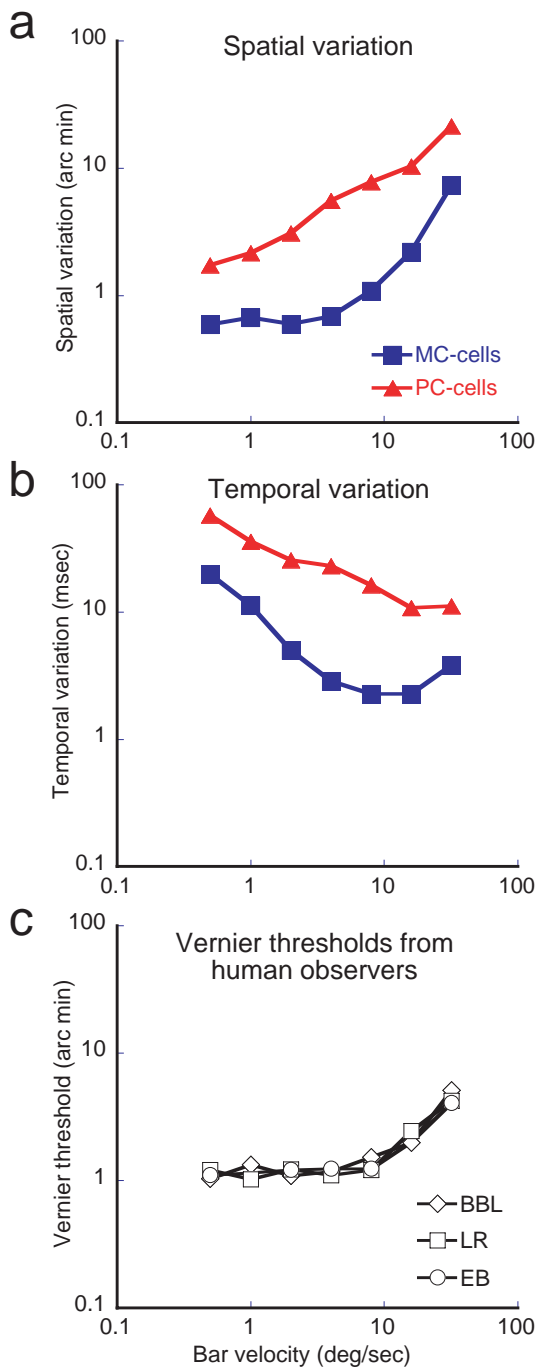 a
Spatial variation
Spatial variation (arc min)
100
10
1
0.1
0.1 1 10 100
MC-cells
PC-cells
b
Temporal variation
Temporal variation (msec)
100
10
1
0.1
0.1 1 10 100
c
Vernier thresholds from
human observers
Vernier threshold (arc min)
100
10
1
0.1
BBL
LR
EB
0.1 1 10 100
Bar velocity (deg/sec)